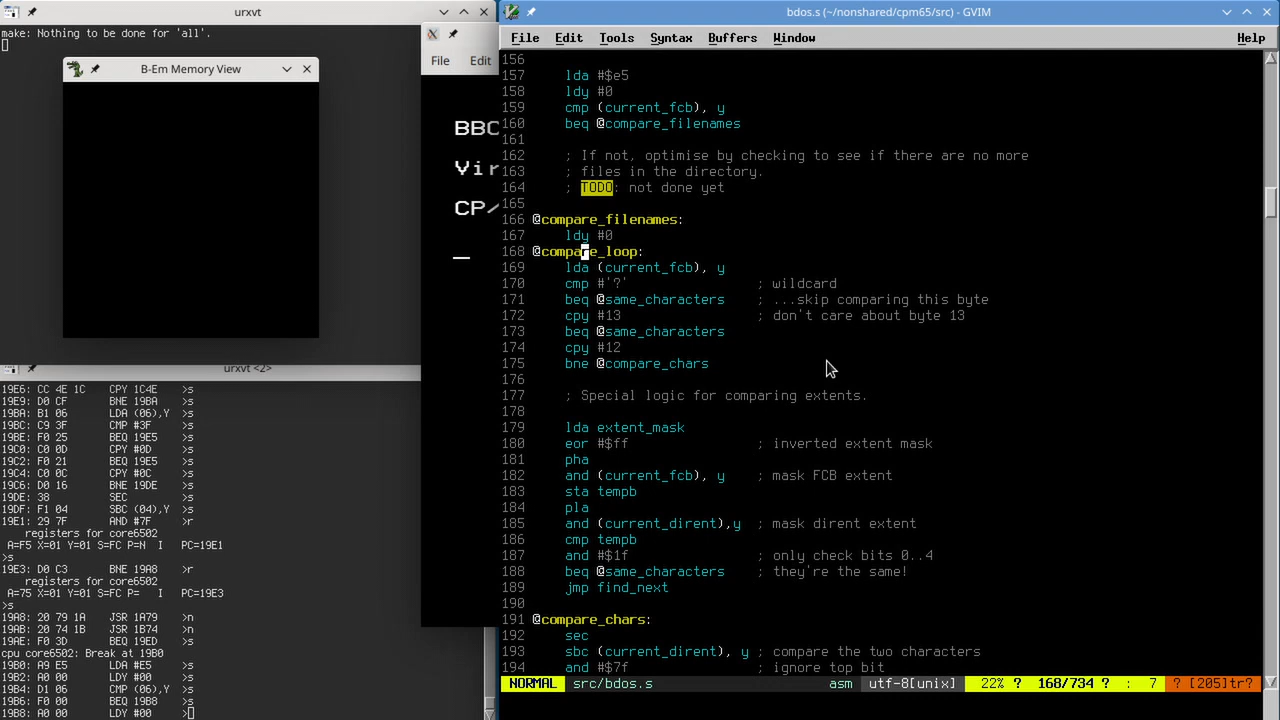 urxvt
make: Nothing to be done for 'all'.
B-Em Memory View
File Edit
BBC
Vir
CP/
urxvt <2>
19E6: CC 4E 1C    CPY 1C4E    >s
19E9: D0 CF       BNE 19BA    >s
19BA: B1 06       LDA (06),Y  >s
19BC: C9 3F       CMP #3F     >s
19BE: F0 25       BEQ 19E5    >s
19C0: C0 0D       CPY #0D     >s
19C2: F0 21       BEQ 19E5    >s
19C4: C0 0C       CPY #0C     >s
19C6: D0 16       BNE 19DE    >s
19DE: 38          SEC         >s
19DF: F1 04       SBC (04),Y  >s
19E1: 29 7F       AND #7F     >r
registers for core6502
A=F5 X=01 Y=01 S=FC P=N  I    PC=19E1
>s
19E3: D0 C3       BNE 19A8    >r
registers for core6502
A=75 X=01 Y=01 S=FC P=   I    PC=19E3
>s
19A8: 20 79 1A    JSR 1A79    >n
19AB: 20 74 1B    JSR 1B74    >n
19AE: F0 3D       BEQ 19ED    >c
cpu core6502: Break at 19B0
19B0: A9 E5       LDA #E5     >s
19B2: A0 00       LDY #00     >s
19B4: D1 06       CMP (06),Y  >s
19B6: F0 00       BEQ 19B8    >s
19B8: A0 00       LDY #00     >
bdos.s (~/nonshared/cpm65/src) - GVIM
File Edit Tools Syntax Buffers Window Help
156
157     lda #$e5
158     ldy #0
159     cmp (current_fcb), y
160     beq @compare_filenames
161
162     ; If not, optimise by checking to see if there are no more
163     ; files in the directory.
164     ; TODO: not done yet
165
166 @compare_filenames:
167     ldy #0
168 @compare_loop:
169     lda (current_fcb), y
170     cmp #'?'                ; wildcard
171     beq @same_characters    ; ...skip comparing this byte
172     cpy #13                 ; don't care about byte 13
173     beq @same_characters
174     cpy #12
175     bne @compare_chars
176
177     ; Special logic for comparing extents.
178
179     lda extent_mask
180     eor #$ff                ; inverted extent mask
181     pha
182     and (current_fcb), y    ; mask FCB extent
183     sta tempb
184     pla
185     and (current_dirent),y  ; mask dirent extent
186     cmp tempb
187     and #$1f                ; only check bits 0..4
188     beq @same_characters    ; they're the same!
189     jmp find_next
190
191 @compare_chars:
192     sec
193     sbc (current_dirent), y ; compare the two characters
194     and #$7f                ; ignore top bit
NORMAL src/bdos.s asm utf-8[unix] 22% ? 168/734 ? : 7 ? [205]tr?